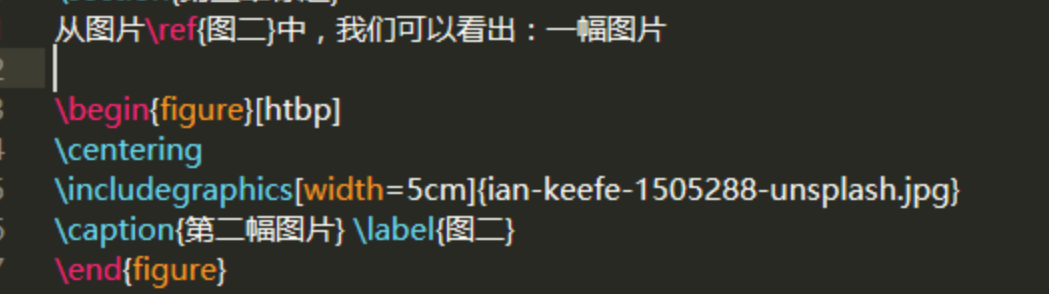 从图片\ref{图二}中，我们可以看出：一幅图片
\begin{figure}[htbp]
\centering
\includegraphics[width=5cm]{ian-keefe-1505288-unsplash.jpg}
\caption{第二幅图片} \label{图二}
\end{figure}